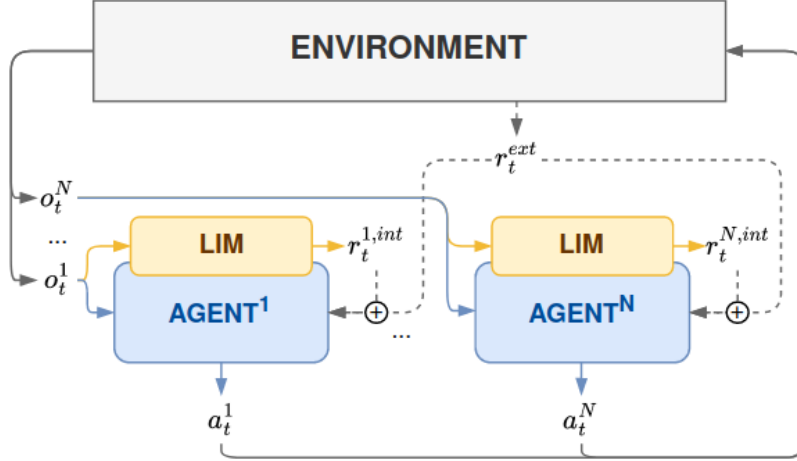 ENVIRONMENT
r_t^{ext}
o_t^N
...
o_t^1
LIM
r_t^{1,int}
LIM
r_t^{N,int}
AGENT^1
+
...
AGENT^N
+
a_t^1
a_t^N